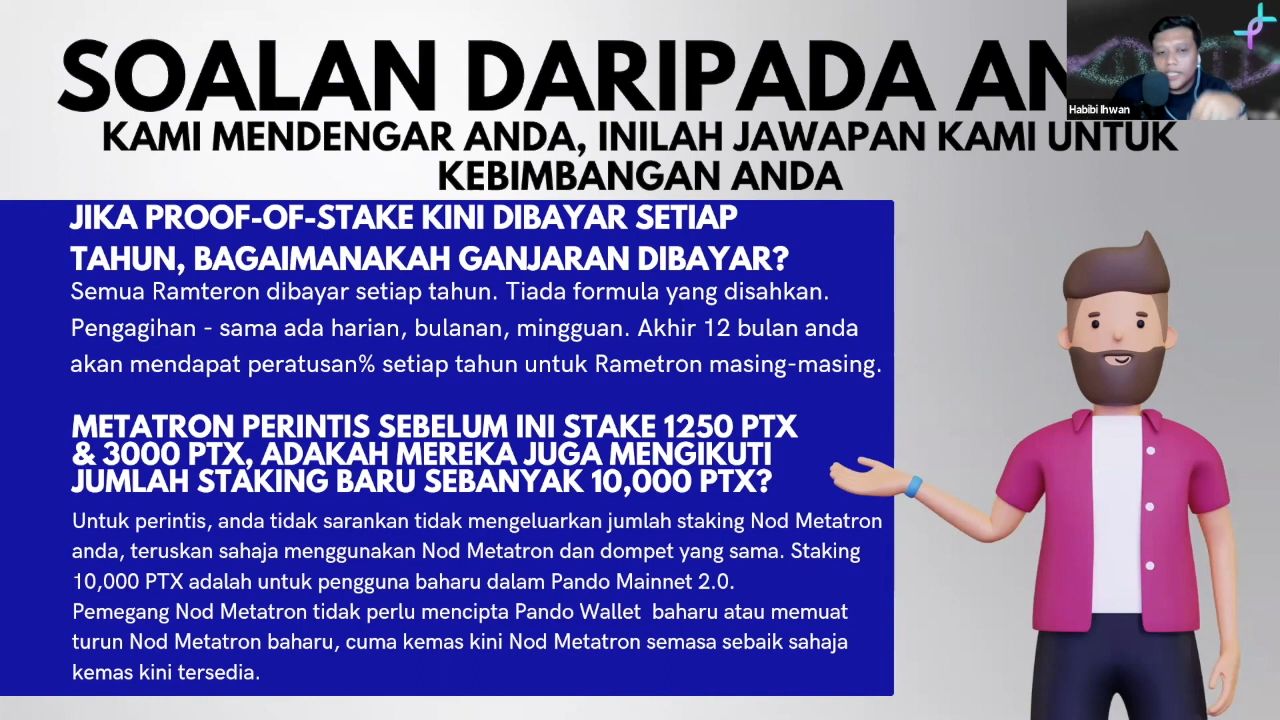 SOALAN DARIPADA AN
Habibi Ihwan
KAMI MENDENGAR ANDA, INILAH JAWAPAN KAMI UNTUK
KEBIMBANGAN ANDA
JIKA PROOF-OF-STAKE KINI DIBAYAR SETIAP
TAHUN, BAGAIMANAKAH GANJARAN DIBAYAR?
Semua Ramteron dibayar setiap tahun. Tiada formula yang disahkan.
Pengagihan - sama ada harian, bulanan, mingguan. Akhir 12 bulan anda
akan mendapat peratusan% setiap tahun untuk Rametron masing-masing.
METATRON PERINTIS SEBELUM INI STAKE 1250 PTX
& 3000 PTX, ADAKAH MEREKA JUGA MENGIKUTI
JUMLAH STAKING BARU SEBANYAK 10,000 PTX?
Untuk perintis, anda tidak sarankan tidak mengeluarkan jumlah staking Nod Metatron
anda, teruskan sahaja menggunakan Nod Metatron dan dompet yang sama. Staking
10,000 PTX adalah untuk pengguna baharu dalam Pando Mainnet 2.0.
Pemegang Nod Metatron tidak perlu mencipta Pando Wallet baharu atau memuat
turun Nod Metatron baharu, cuma kemas kini Nod Metatron semasa sebaik sahaja
kemas kini tersedia.